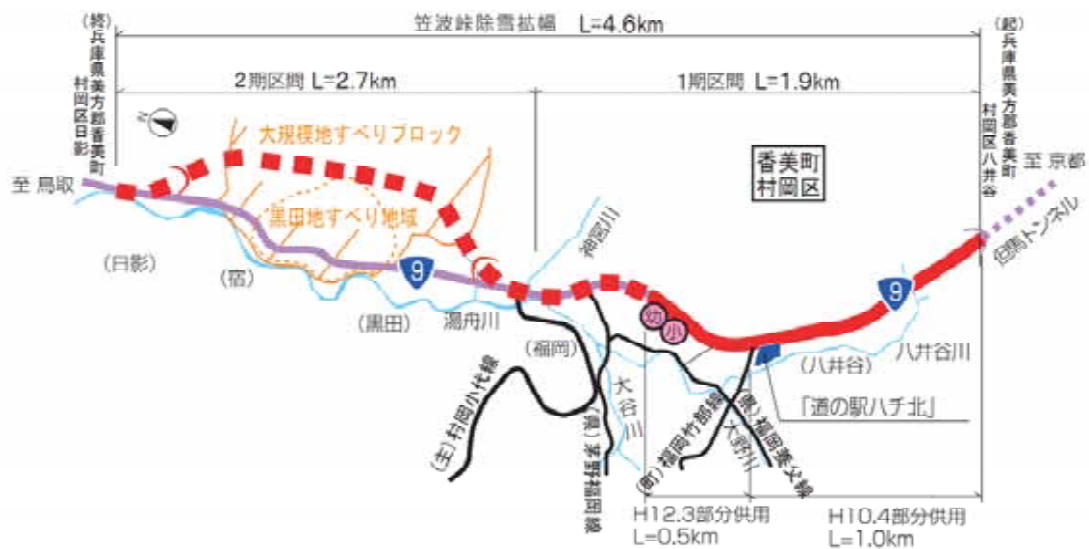 笠波峠除雪拡幅 L=4.6km
(終)兵庫県美方郡香美町
村岡区日影
(起)兵庫県美方郡香美町
村岡区八井谷
2期区間 L=2.7km
1期区間 L=1.9km
N
大規模地すべりブロック
香美町
村岡区
至 鳥取
至 京都
黒田地すべり地域
神宮川
但馬トンネル
(日影)
(宿)
9
9
(黒田)
湯舟川
幼
小
(福岡)
(八井谷)
八井谷川
大谷川
「道の駅ハチ北」
(主)村岡小代線
(県)茅野福岡線
(町)福岡竹部線
大野川
(県)福岡養父線
H12.3部分供用
L=0.5km
H10.4部分供用
L=1.0km